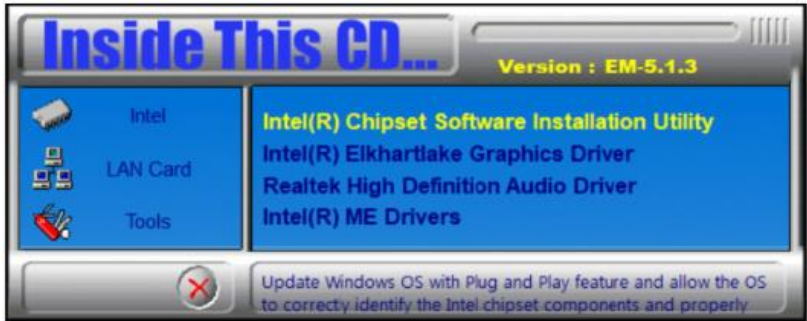 Inside This CD...
Version : EM-5.1.3
Intel
LAN Card
Tools
Intel(R) Chipset Software Installation Utility
Intel(R) Elkhartlake Graphics Driver
Realtek High Definition Audio Driver
Intel(R) ME Drivers
Update Windows OS with Plug and Play feature and allow the OS
to correcty identify the Intel chipset components and properly